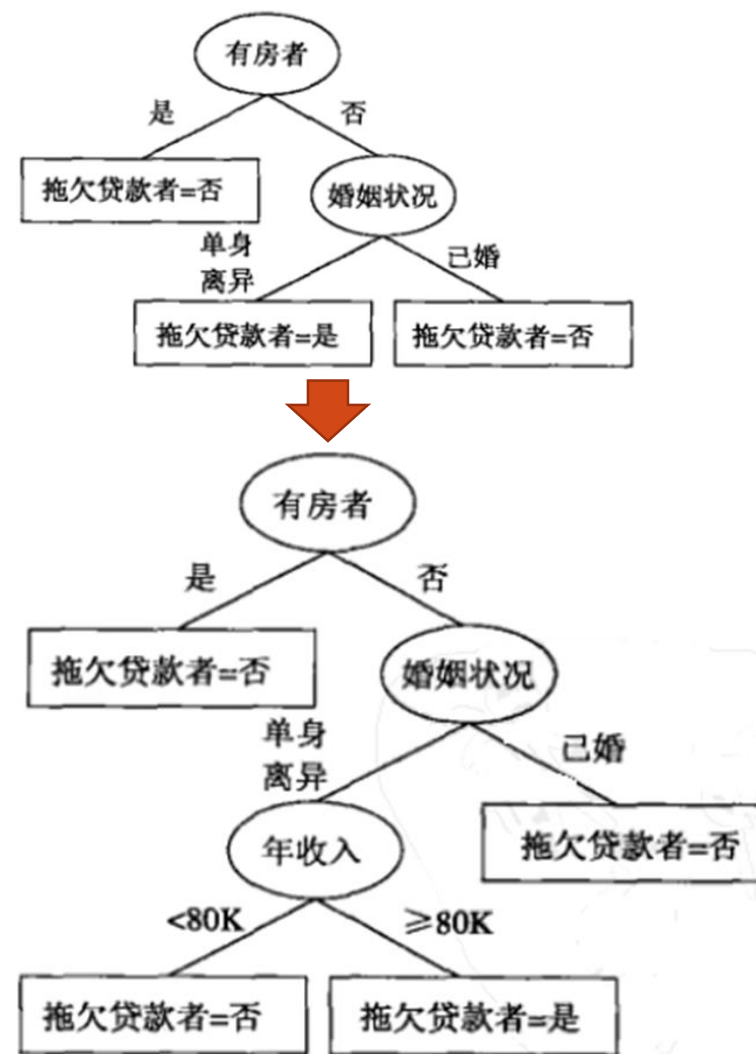 有房者
是
否
拖欠贷款者=否
婚姻状况
单身
离异
已婚
拖欠贷款者=是
拖欠贷款者=否
有房者
是
否
拖欠贷款者=否
婚姻状况
单身
离异
已婚
年收入
拖欠贷款者=否
<80K
≥80K
拖欠贷款者=否
拖欠贷款者=是